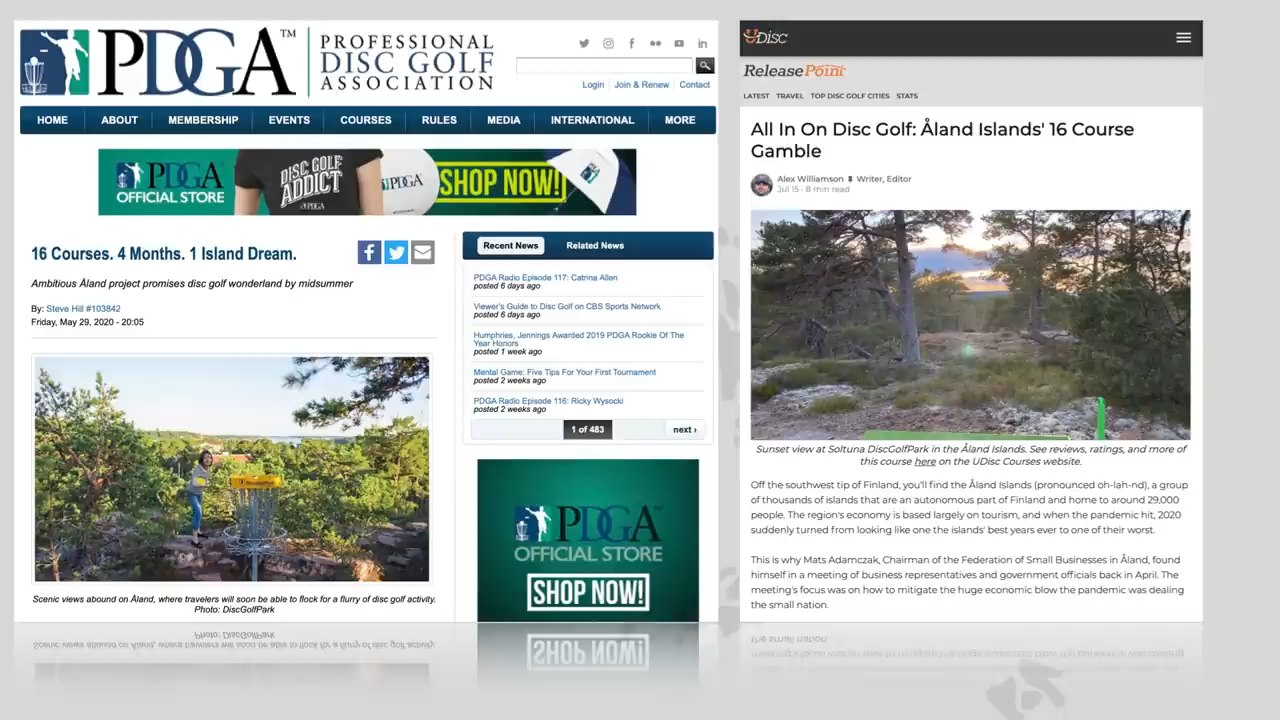 PDGA™
PROFESSIONAL
DISC GOLF
ASSOCIATION
Login
Join & Renew
Contact
HOME
ABOUT
MEMBERSHIP
EVENTS
COURSES
RULES
MEDIA
INTERNATIONAL
MORE
PDGA
OFFICIAL STORE
DISC GOLF
ADDICT
PDGA
SHOP NOW!
16 Courses. 4 Months. 1 Island Dream.
Ambitious Åland project promises disc golf wonderland by midsummer
By: Steve Hill #103842
Friday, May 29, 2020 - 20:05
Scenic views abound on Åland, where travelers will soon be able to flock for a flurry of disc golf activity.
Photo: DiscGolfPark
Recent News
Related News
PDGA Radio Episode 117: Catrina Allen
posted 6 days ago
Viewer's Guide to Disc Golf on CBS Sports Network
posted 6 days ago
Humphries, Jennings Awarded 2019 PDGA Rookie Of The
Year Honors
posted 1 week ago
Mental Game: Five Tips For Your First Tournament
posted 2 weeks ago
PDGA Radio Episode 116: Ricky Wysocki
posted 2 weeks ago
1 of 483
next ›
PDGA
OFFICIAL STORE
SHOP NOW!
UDisc
ReleasePoint
LATEST
TRAVEL
TOP DISC GOLF CITIES
STATS
All In On Disc Golf: Åland Islands' 16 Course
Gamble
Alex Williamson
Writer, Editor
Jul 15 · 8 min read
Sunset view at Soltuna DiscGolfPark in the Åland Islands. See reviews, ratings, and more of
this course here on the UDisc Courses website.
Off the southwest tip of Finland, you'll find the Åland Islands (pronounced oh-lah-nd), a group
of thousands of islands that are an autonomous part of Finland and home to around 29,000
people. The region's economy is based largely on tourism, and when the pandemic hit, 2020
suddenly turned from looking like one the islands' best years ever to one of their worst.
This is why Mats Adamczak, Chairman of the Federation of Small Businesses in Åland, found
himself in a meeting of business representatives and government officials back in April. The
meeting's focus was on how to mitigate the huge economic blow the pandemic was dealing
the small nation.